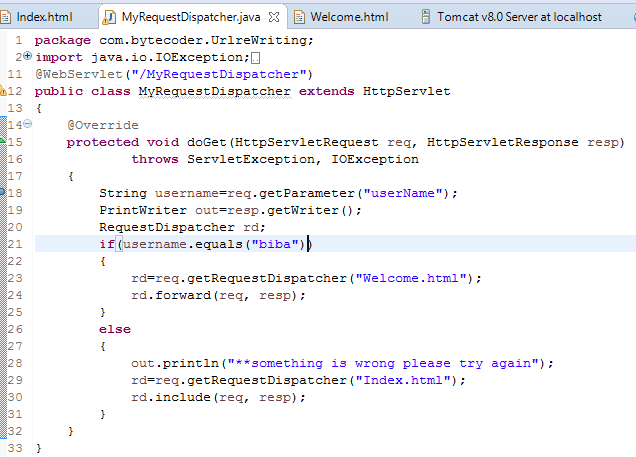 Index.html MyRequestDispatcher.java Welcome.html Tomcat v8.0 Server at localhost
1 package com.bytecoder.UrlreWriting;
2 import java.io.IOException;
11 @WebServlet("/MyRequestDispatcher")
12 public class MyRequestDispatcher extends HttpServlet
13 {
14 @Override
15 protected void doGet(HttpServletRequest req, HttpServletResponse resp)
16 throws ServletException, IOException
17 {
18 String username=req.getParameter("userName");
19 PrintWriter out=resp.getWriter();
20 RequestDispatcher rd;
21 if(username.equals("biba"))
22 {
23 rd=req.getRequestDispatcher("Welcome.html");
24 rd.forward(req, resp);
25 }
26 else
27 {
28 out.println("**something is wrong please try again");
29 rd=req.getRequestDispatcher("Index.html");
30 rd.include(req, resp);
31 }
32 }
33 }